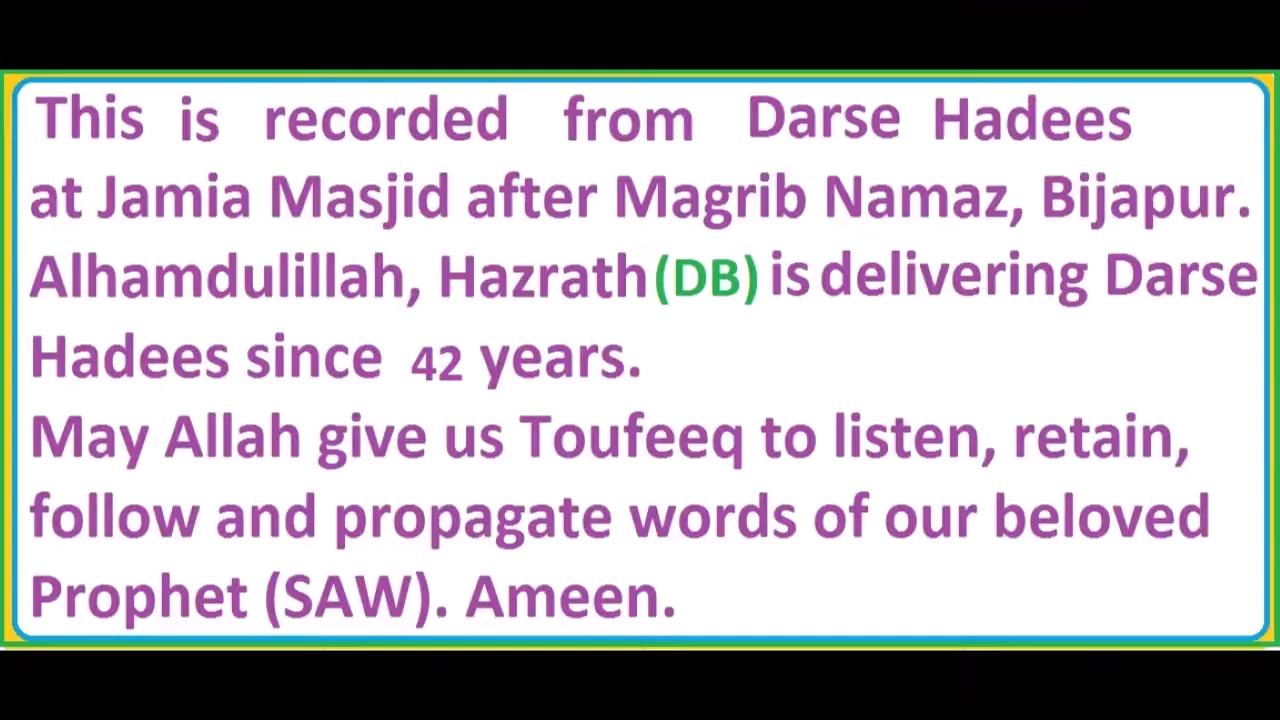 This is recorded from Darse Hadees
at Jamia Masjid after Magrib Namaz, Bijapur.
Alhamdulillah, Hazrath(DB) is delivering Darse
Hadees since 42 years.
May Allah give us Toufeeq to listen, retain,
follow and propagate words of our beloved
Prophet (SAW). Ameen.